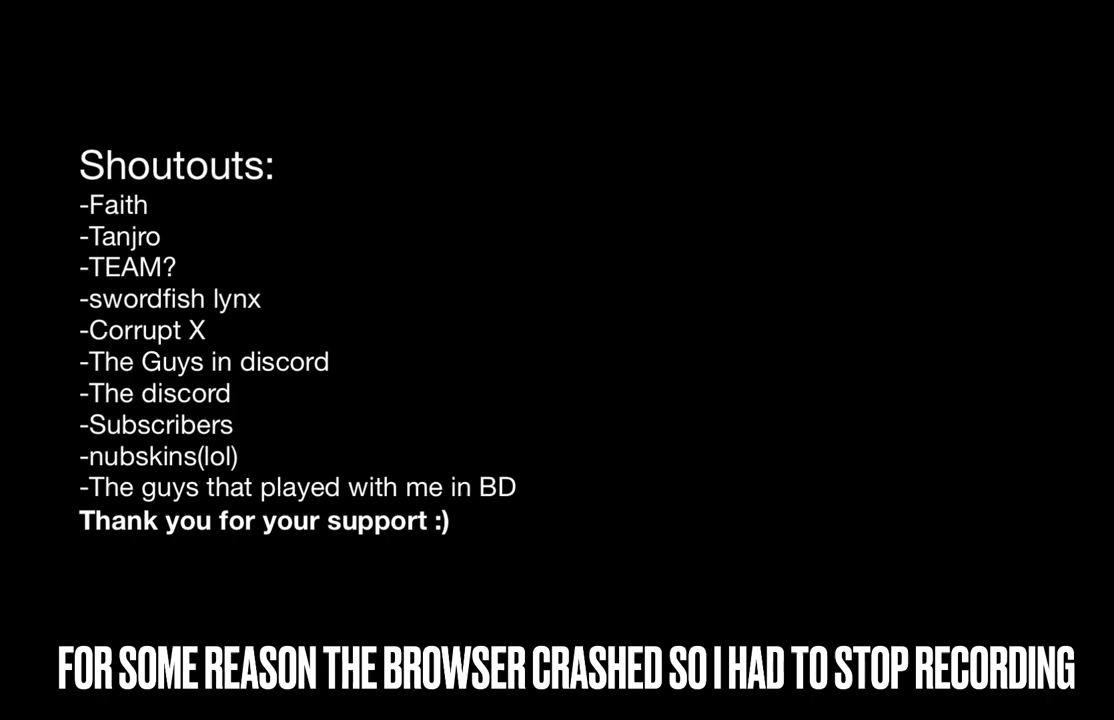 Shoutouts:
-Faith
-Tanjro
-TEAM?
-swordfish lynx
-Corrupt X
-The Guys in discord
-The discord
-Subscribers
-nubskins(lol)
-The guys that played with me in BD
Thank you for your support :)
FOR SOME REASON THE BROWSER CRASHED SO I HAD TO STOP RECORDING